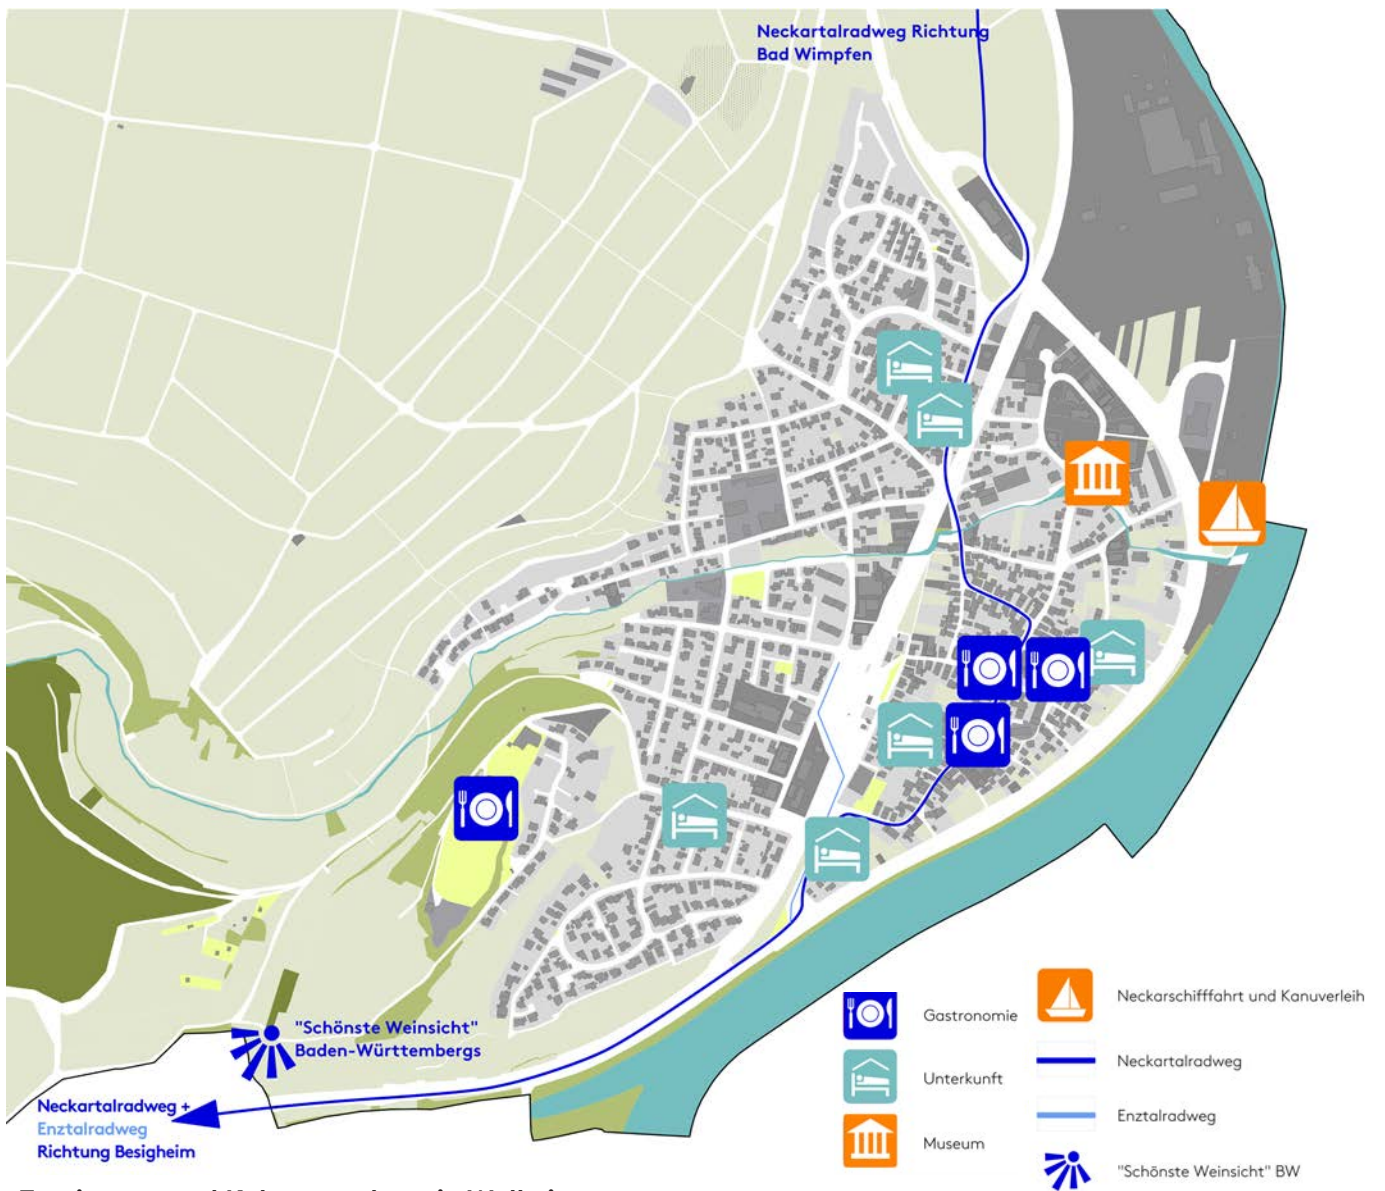 Neckartalradweg Richtung
Bad Wimpfen
"Schönste Weinsicht"
Baden-Württembergs
Neckartalradweg +
Enztalradweg
Richtung Besigheim
Gastronomie
Unterkunft
Museum
Neckarschifffahrt und Kanuverleih
Neckartalradweg
Enztalradweg
"Schönste Weinsicht" BW